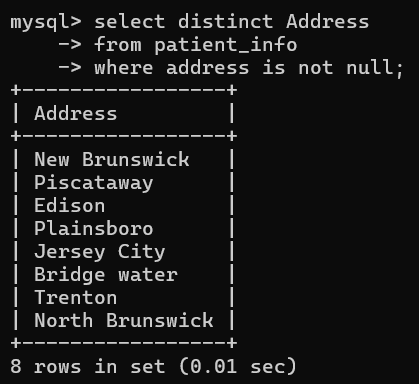 mysql> select distinct Address
    -> from patient_info
    -> where address is not null;
+-----------------+
| Address         |
+-----------------+
| New Brunswick   |
| Piscataway      |
| Edison          |
| Plainsboro      |
| Jersey City     |
| Bridge water    |
| Trenton         |
| North Brunswick |
+-----------------+
8 rows in set (0.01 sec)